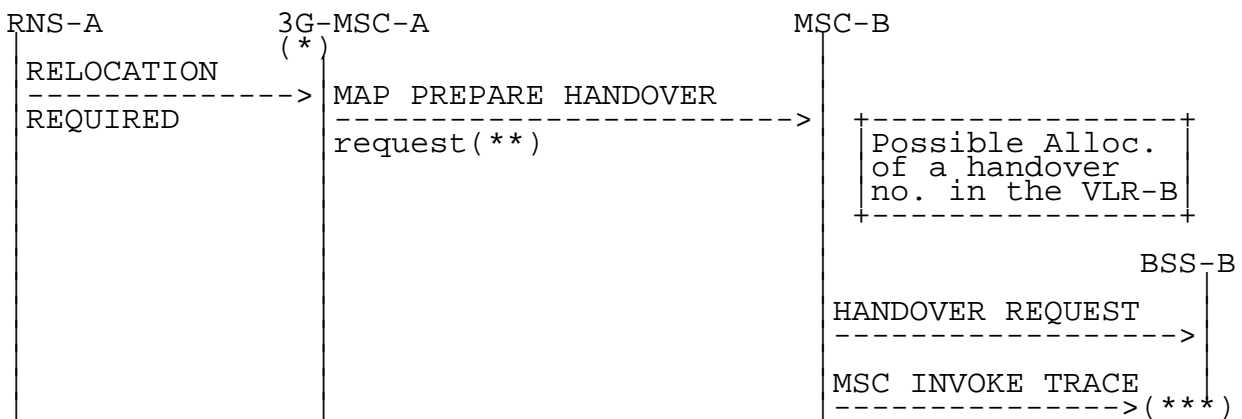 RNS-A 3G-MSC-A MSC-B
(*)
RELOCATION
REQUIRED
MAP PREPARE HANDOVER
request(**)
Possible Alloc.
of a handover
no. in the VLR-B
BSS-B
HANDOVER REQUEST
MSC INVOKE TRACE
(***)